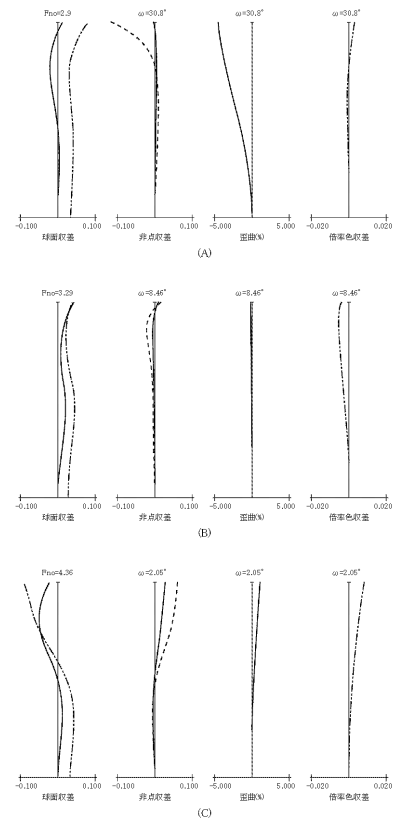 Fno=2.9 ω=30.8° ω=30.8° ω=30.8°
-0.100 0.100 -0.100 0.100 -5.000 5.000 -0.020 0.020
球面収差 非点収差 歪曲(%) 倍率色収差
(A)
Fno=3.29 ω=8.46° ω=8.46° ω=8.46°
-0.100 0.100 -0.100 0.100 -5.000 5.000 -0.020 0.020
球面収差 非点収差 歪曲(%) 倍率色収差
(B)
Fno=4.36 ω=2.05° ω=2.05° ω=2.05°
-0.100 0.100 -0.100 0.100 -5.000 5.000 -0.020 0.020
球面収差 非点収差 歪曲(%) 倍率色収差
(C)